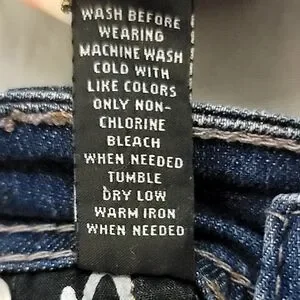 WASH BEFORE
WEARING
MACHINE WASH
COLD WITH
LIKE COLORS
ONLY NON-
CHLORINE
BLEACH
WHEN NEEDED
TUMBLE
DRY LOW
WARM IRON
WHEN NEEDED